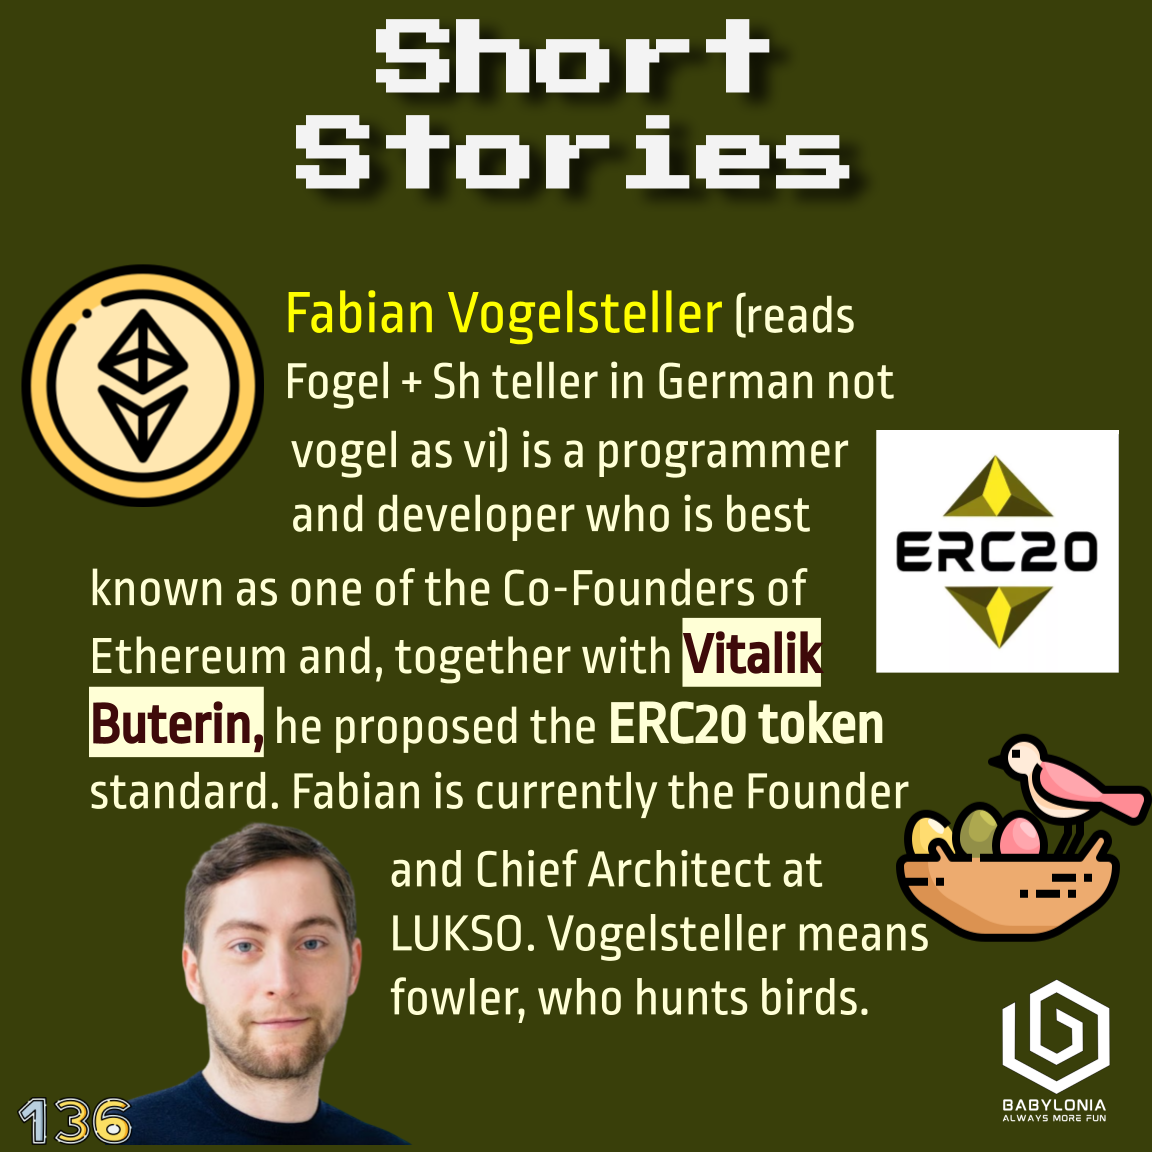 Short
Stories
Fabian Vogelsteller (reads
Fogel + Sh teller in German not
vogel as vi) is a programmer
and developer who is best
known as one of the Co-Founders of
Ethereum and, together with Vitalik
Buterin, he proposed the ERC20 token
standard. Fabian is currently the Founder
and Chief Architect at
LUKSO. Vogelsteller means
fowler, who hunts birds.
ERC20
136
BABYLONIA
ALWAYS MORE FUN